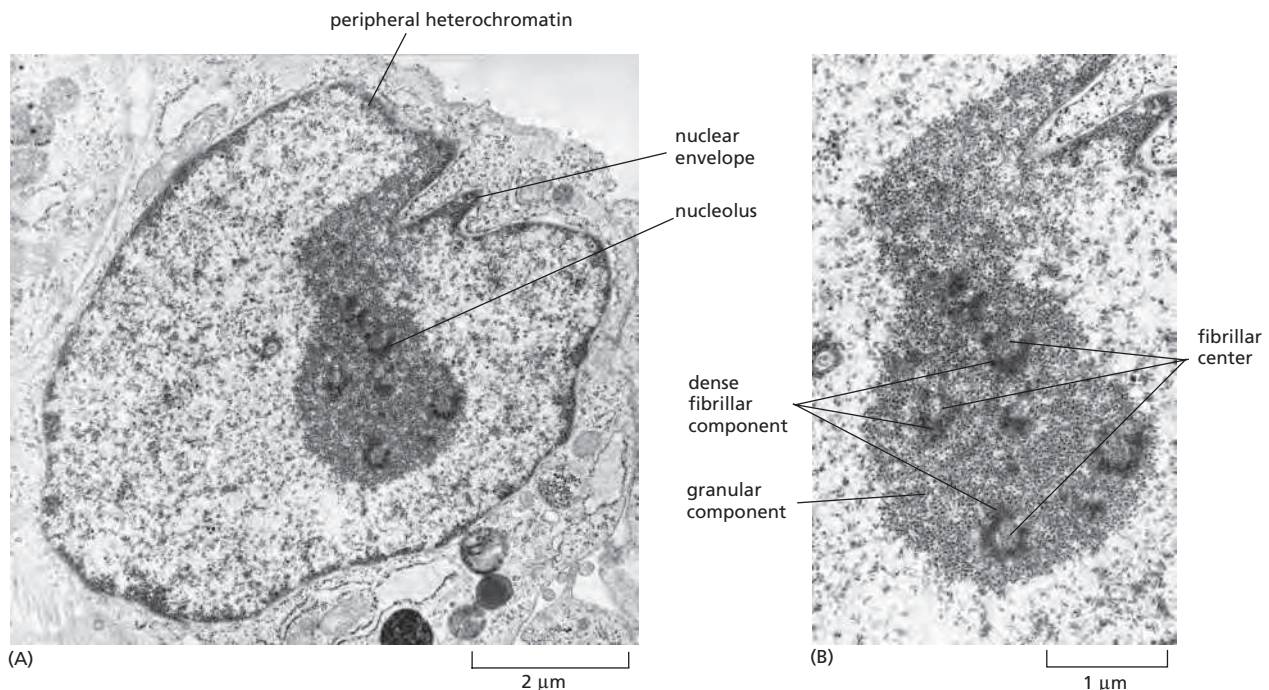 peripheral heterochromatin
nuclear
envelope
nucleolus
(A)
2 μm
dense
fibrillar
component
granular
component
fibrillar
center
(B)
1 μm